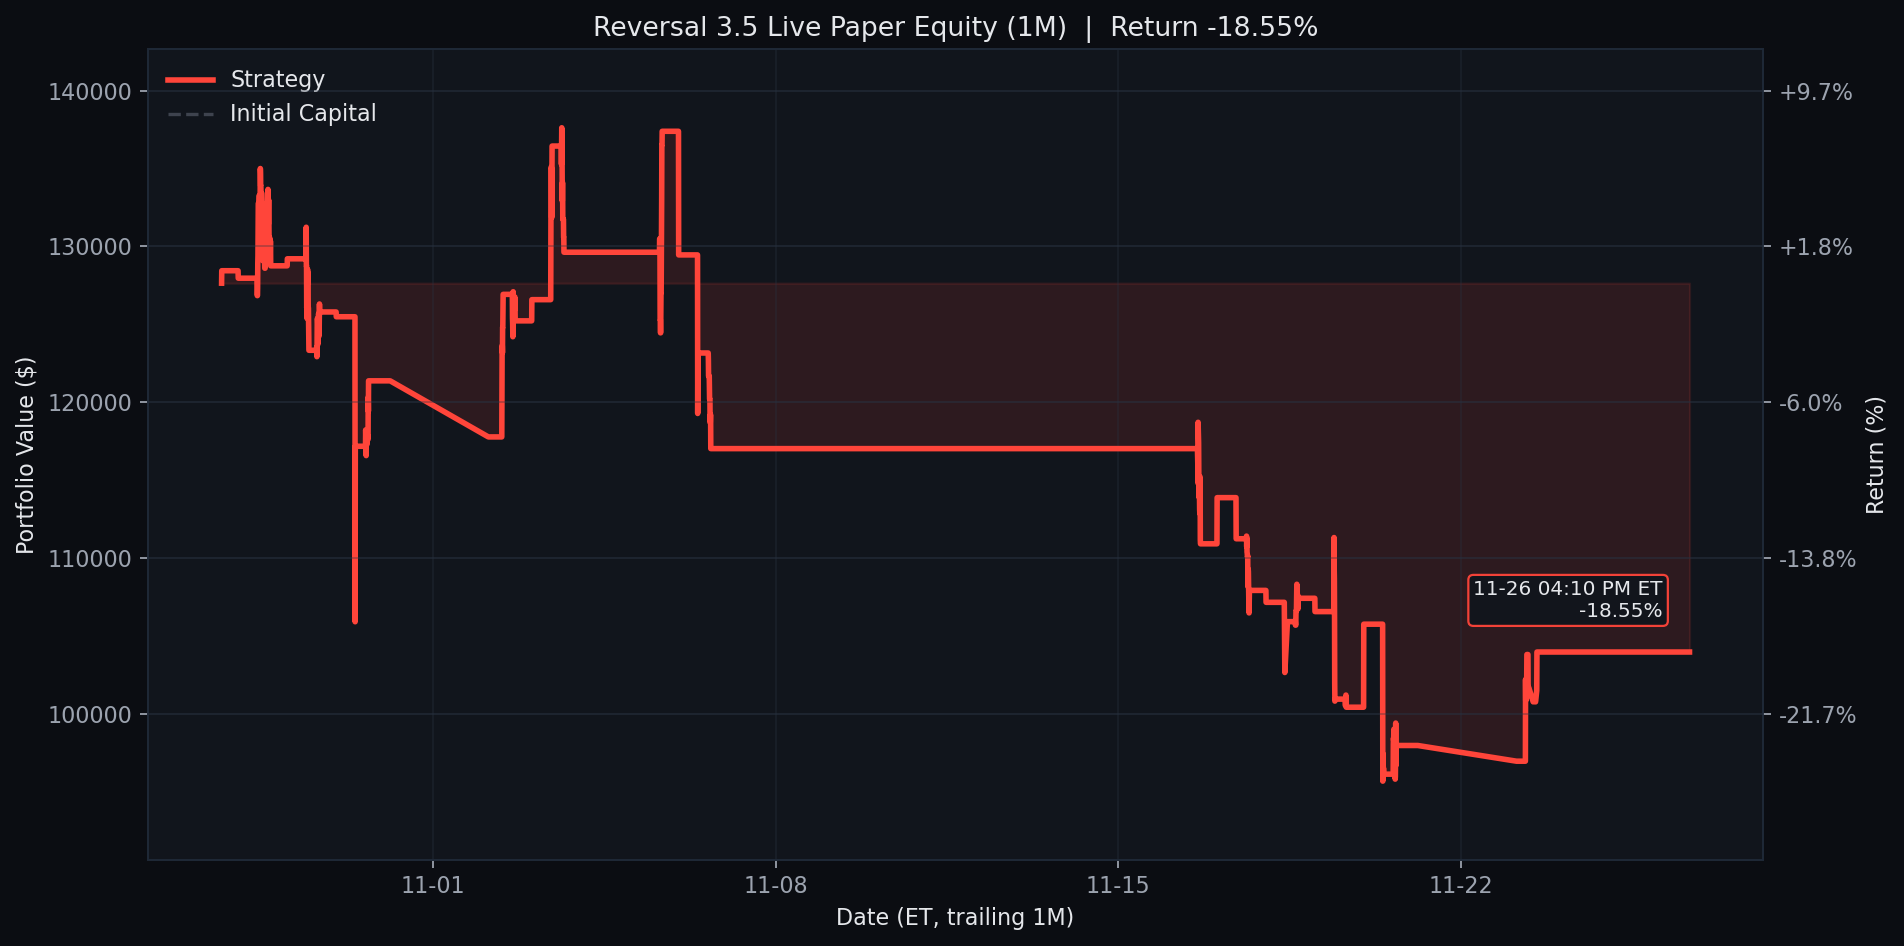 Reversal 3.5 Live Paper Equity (1M)  |  Return -18.55%
Strategy
Initial Capital
140000
130000
120000
110000
100000
Portfolio Value ($)
+9.7%
+1.8%
-6.0%
-13.8%
-21.7%
Return (%)
11-26 04:10 PM ET
-18.55%
11-01
11-08
11-15
11-22
Date (ET, trailing 1M)